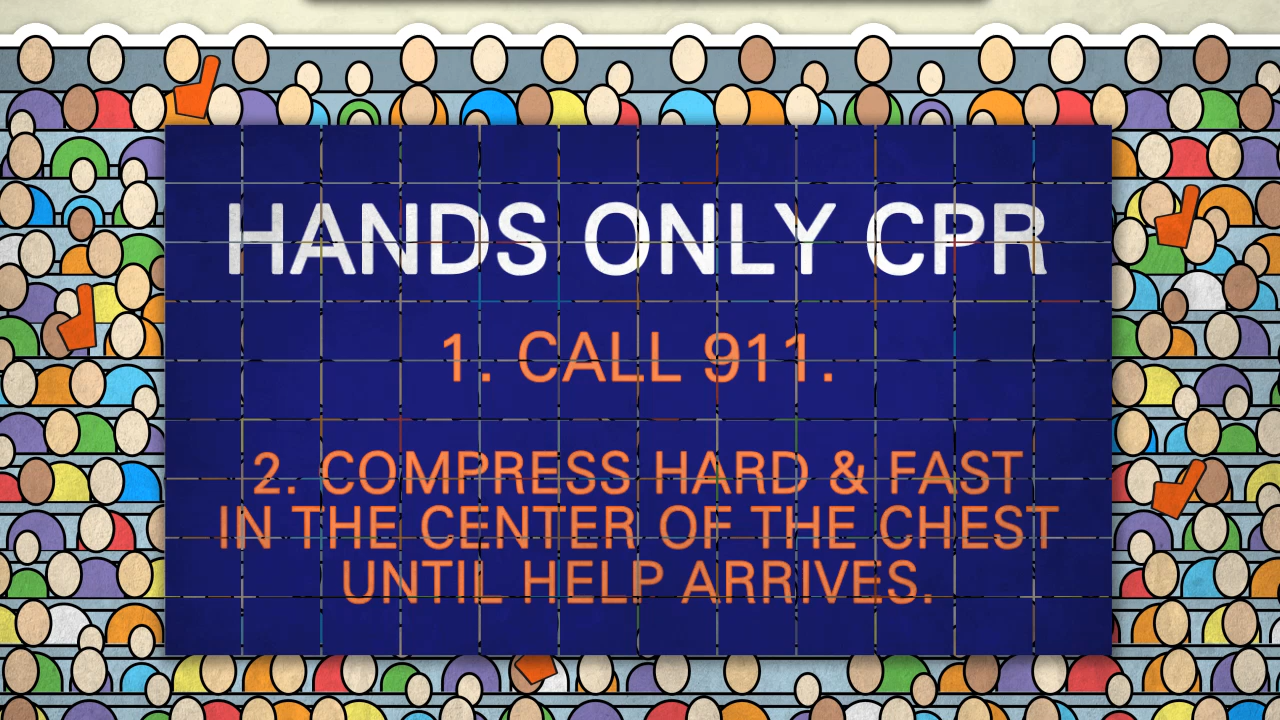 HANDS ONLY CPR
1. CALL 911.
2. COMPRESS HARD & FAST
IN THE CENTER OF THE CHEST
UNTIL HELP ARRIVES.